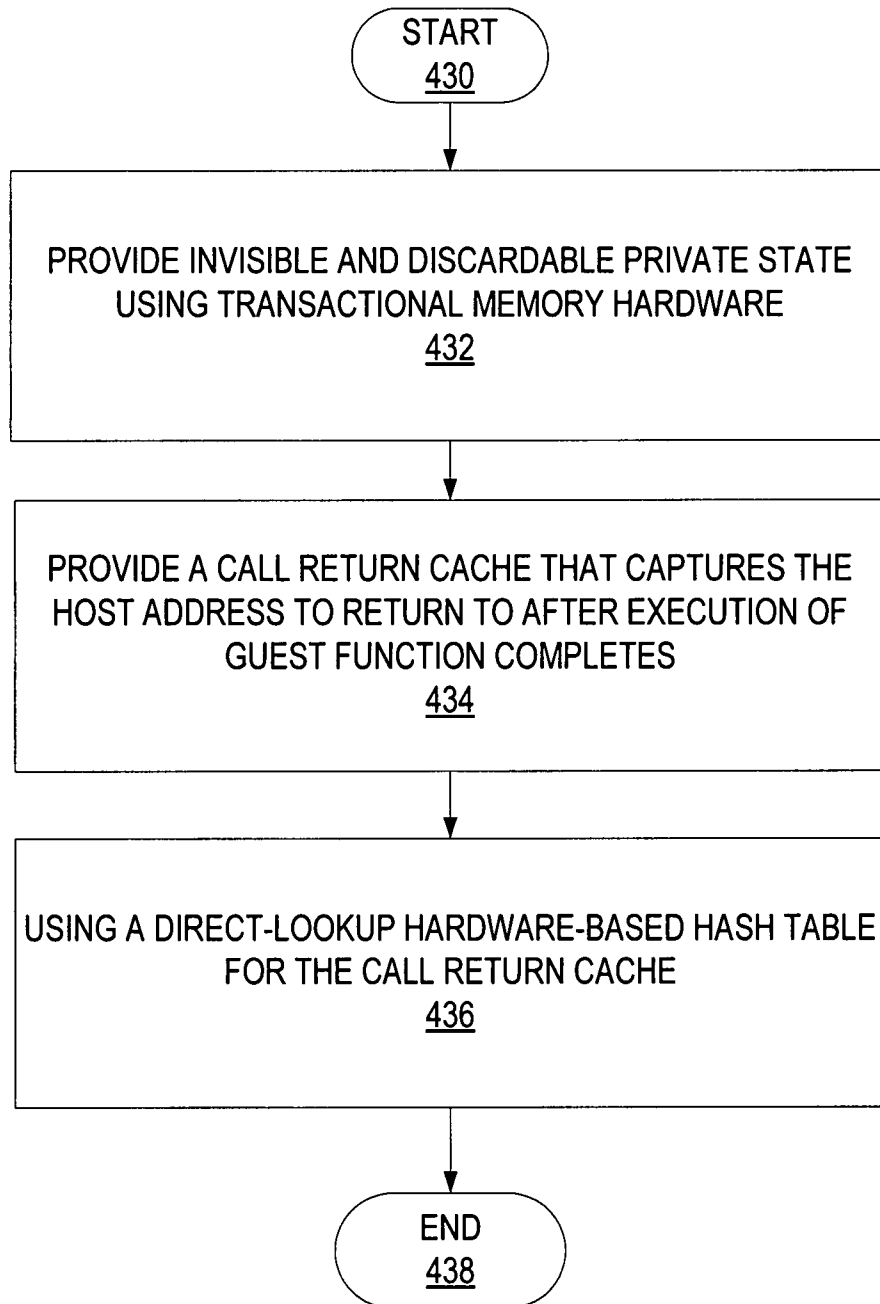 START
430
PROVIDE INVISIBLE AND DISCARDABLE PRIVATE STATE
USING TRANSACTIONAL MEMORY HARDWARE
432
PROVIDE A CALL RETURN CACHE THAT CAPTURES THE
HOST ADDRESS TO RETURN TO AFTER EXECUTION OF
GUEST FUNCTION COMPLETES
434
USING A DIRECT-LOOKUP HARDWARE-BASED HASH TABLE
FOR THE CALL RETURN CACHE
436
END
438